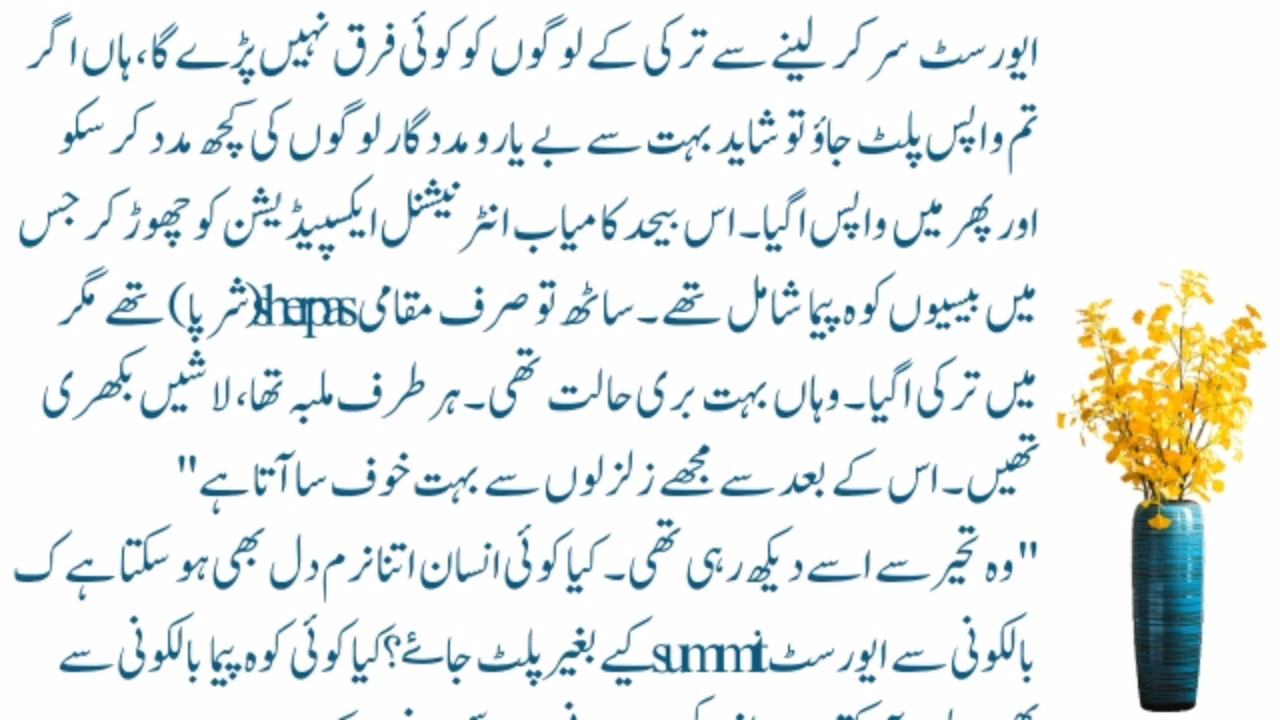 ایورسٹ سر کر لینے سے ترکی کے لوگوں کو کوئی فرق نہیں پڑے گا، ہاں اگر
تم واپس پلٹ جاؤ تو شاید بہت سے بے یار و مددگار لوگوں کی کچھ مدد کر سکو
اور پھر میں واپس اگیا۔ اس بیحد کامیاب انٹرنیشنل ایکسپیڈیشن کو چھوڑ کر جس
میں بیسیوں کوہ پیما شامل تھے۔ ساٹھ تو صرف مقامی sherpas(شرپا) تھے مگر
میں ترکی اگیا۔ وہاں بہت بری حالت تھی۔ ہر طرف ملبہ تھا، لاشیں بکھری
تھیں۔ اس کے بعد سے مجھے زلزلوں سے بہت خوف سا آتا ہے"
"وہ تحیر سے اسے دیکھ رہی تھی۔ کیا کوئی انسان اتنا نرم دل بھی ہو سکتا ہے ک
بالکونی سے ایورسٹ summit کیے بغیر پلٹ جائے؟ کیا کوئی کوہ پیما بالکونی سے